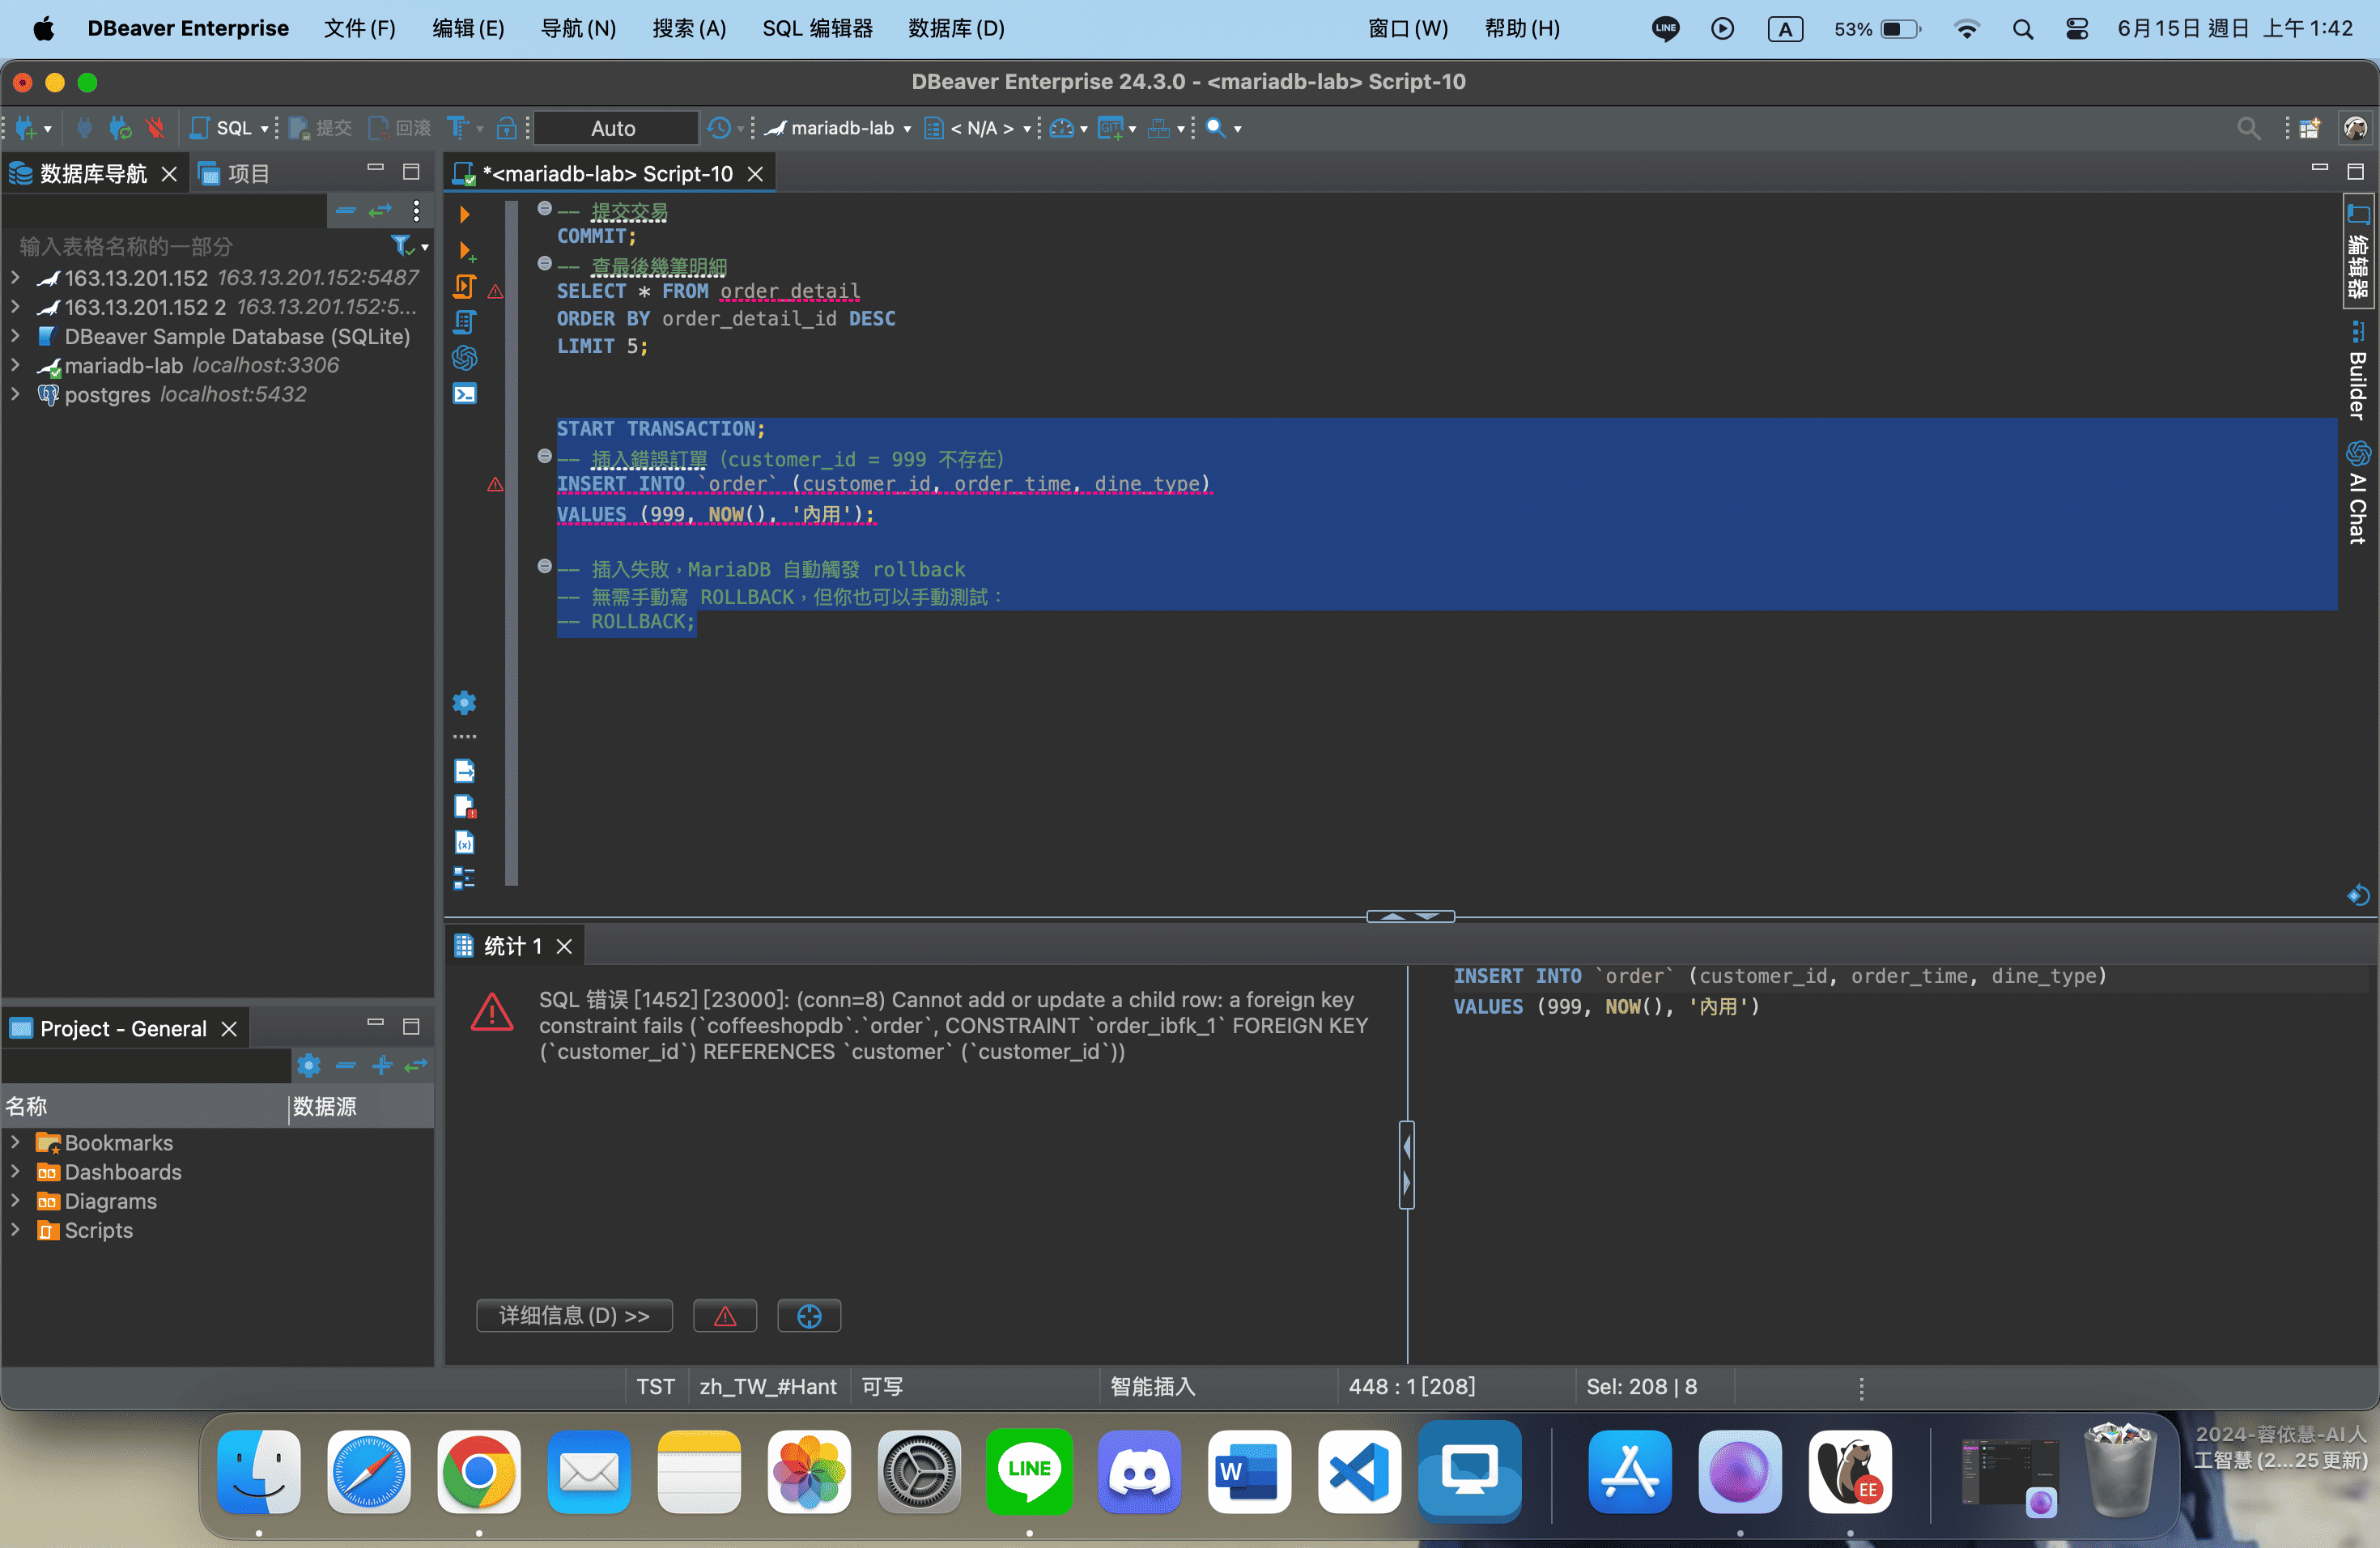 DBeaver Enterprise 文件(F) 编辑(E) 导航(N) 搜索(A) SQL 编辑器 数据库(D) 窗口(W) 帮助(H) LINE A 53% 6月15日 週日 上午1:42
DBeaver Enterprise 24.3.0 - <mariadb-lab> Script-10
SQL 提交 回滚 Auto mariadb-lab < N/A >
数据库导航 项目
*<mariadb-lab> Script-10
输入表格名称的一部分
163.13.201.152 163.13.201.152:5487
163.13.201.152 2 163.13.201.152:5...
DBeaver Sample Database (SQLite)
mariadb-lab localhost:3306
postgres localhost:5432
-- 提交交易
COMMIT;
-- 查最後幾筆明細
SELECT * FROM order_detail
ORDER BY order_detail_id DESC
LIMIT 5;
START TRANSACTION;
-- 插入錯誤訂單（customer_id = 999 不存在）
INSERT INTO `order` (customer_id, order_time, dine_type)
VALUES (999, NOW(), '內用');
-- 插入失敗，MariaDB 自動觸發 rollback
-- 無需手動寫 ROLLBACK，但你也可以手動測試：
-- ROLLBACK;
编辑器
Builder
AI Chat
统计 1
SQL 错误 [1452] [23000]: (conn=8) Cannot add or update a child row: a foreign key
constraint fails (`coffeeshopdb`.`order`, CONSTRAINT `order_ibfk_1` FOREIGN KEY
(`customer_id`) REFERENCES `customer` (`customer_id`))
INSERT INTO `order` (customer_id, order_time, dine_type)
VALUES (999, NOW(), '內用')
详细信息(D) >>
Project - General
名称 数据源
Bookmarks
Dashboards
Diagrams
Scripts
TST zh_TW_#Hant 可写 智能插入 448 : 1 [208] Sel: 208 | 8
LINE
W
EE
2024-蓉依慧-AI人
工智慧(2...25更新)